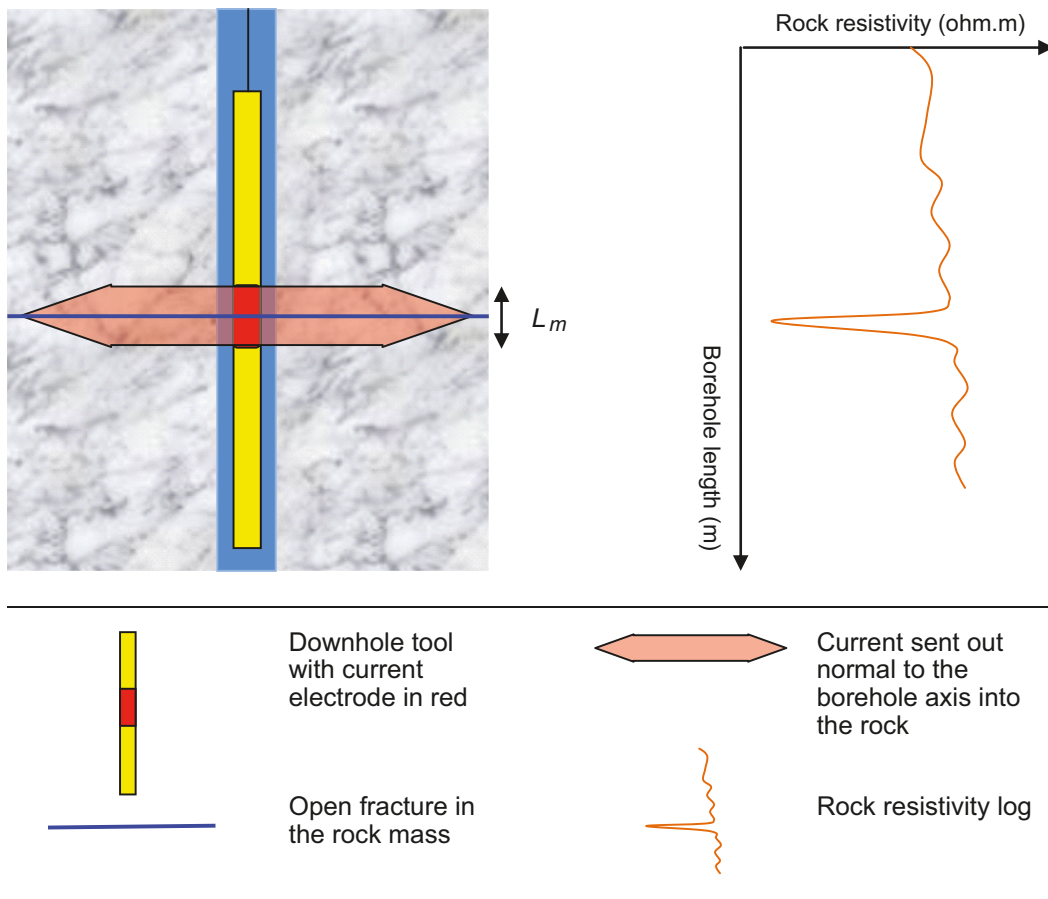 Rock resistivity (ohm.m)
L_m
Borehole length (m)
Downhole tool
with current
electrode in red
Current sent out
normal to the
borehole axis into
the rock
Open fracture in
the rock mass
Rock resistivity log